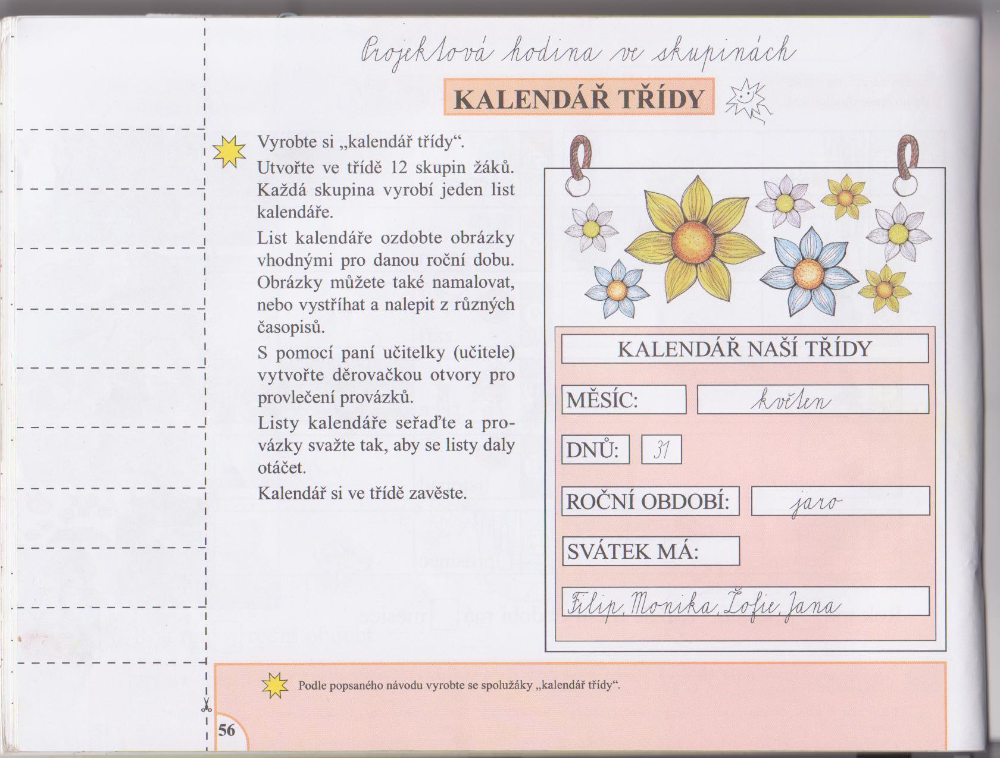 Projektová hodina ve skupinách
KALENDÁŘ TŘÍDY
Vyrobte si „kalendář třídy“.
Utvořte ve třídě 12 skupin žáků.
Každá skupina vyrobí jeden list
kalendáře.
List kalendáře ozdobte obrázky
vhodnými pro danou roční dobu.
Obrázky můžete také namalovat,
nebo vystříhat a nalepit z různých
časopisů.
S pomocí paní učitelky (učitele)
vytvořte děrovačkou otvory pro
provlečení provázků.
Listy kalendáře seřaďte a pro-
vázky svažte tak, aby se listy daly
otáčet.
Kalendář si ve třídě zavěste.
KALENDÁŘ NAŠÍ TŘÍDY
MĚSÍC: květen
DNŮ: 31
ROČNÍ OBDOBÍ: jaro
SVÁTEK MÁ:
Filip, Monika, Žofie, Jana
Podle popsaného návodu vyrobte se spolužáky „kalendář třídy“.
56